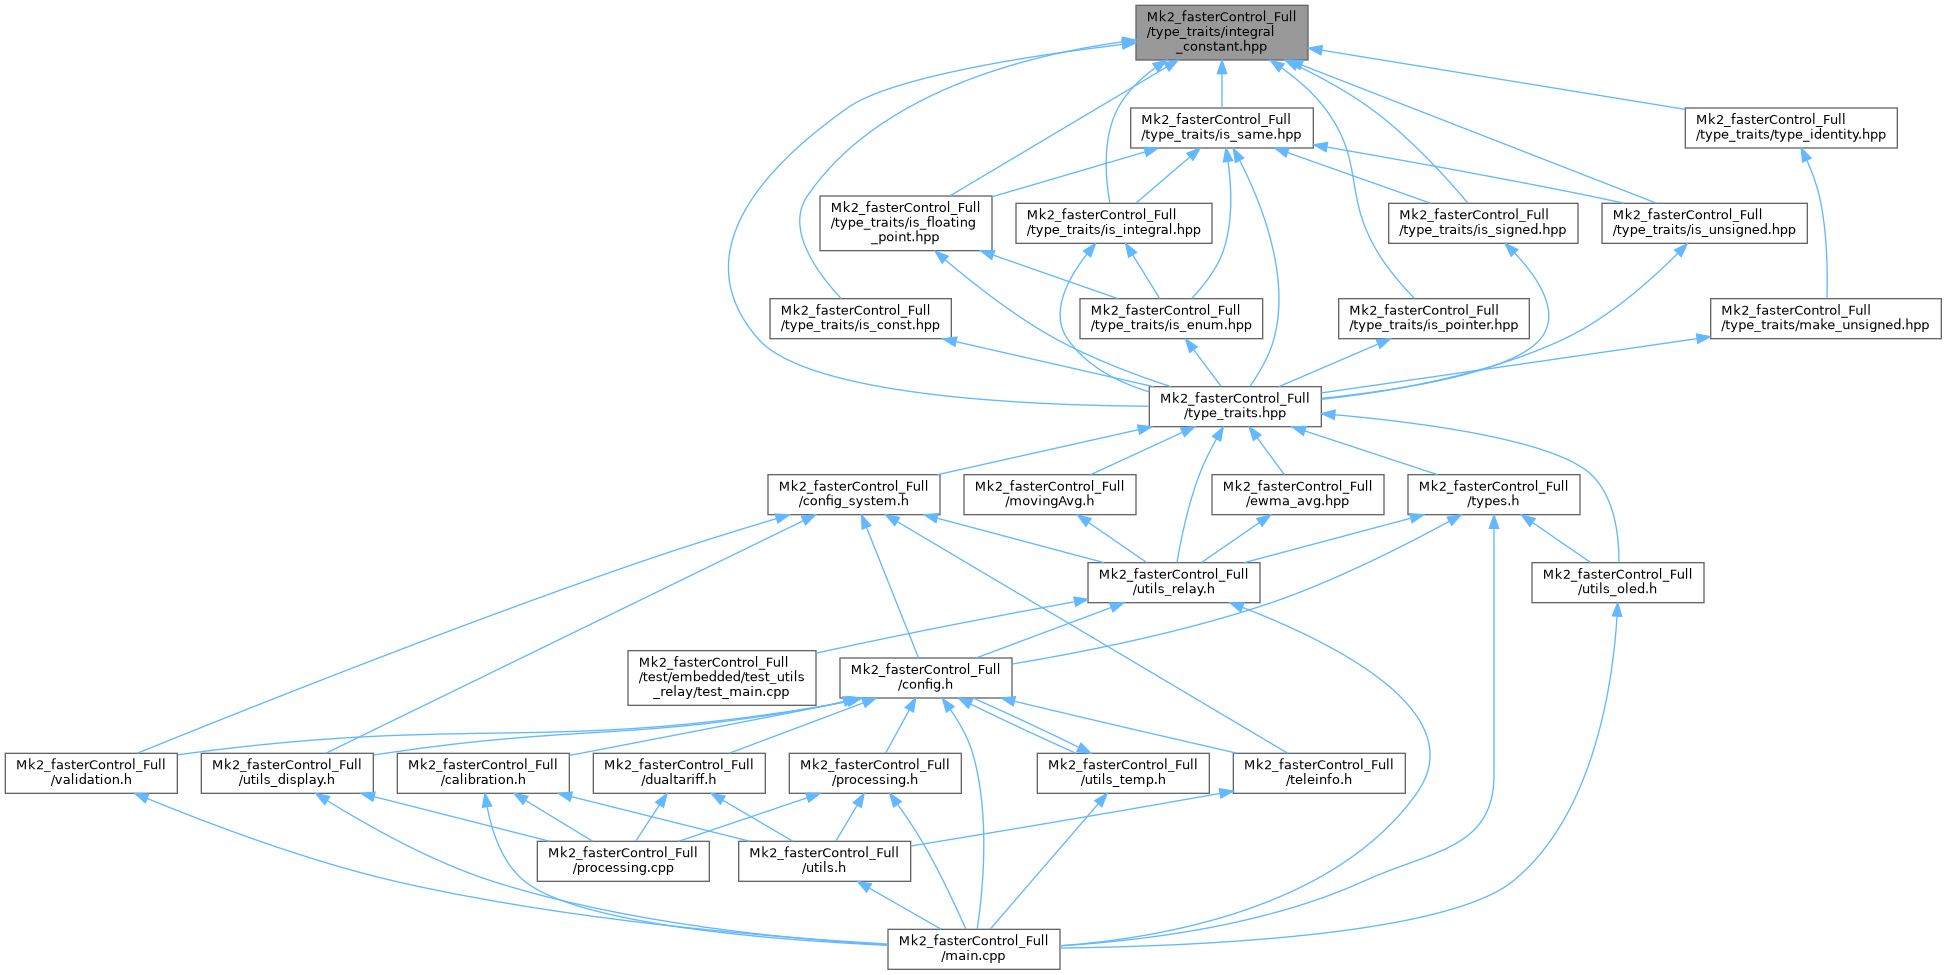 Mk2_fasterControl_Full
/type_traits/integral
_constant.hpp
Mk2_fasterControl_Full
/type_traits/is_same.hpp
Mk2_fasterControl_Full
/type_traits/type_identity.hpp
Mk2_fasterControl_Full
/type_traits/is_floating
_point.hpp
Mk2_fasterControl_Full
/type_traits/is_integral.hpp
Mk2_fasterControl_Full
/type_traits/is_signed.hpp
Mk2_fasterControl_Full
/type_traits/is_unsigned.hpp
Mk2_fasterControl_Full
/type_traits/is_const.hpp
Mk2_fasterControl_Full
/type_traits/is_enum.hpp
Mk2_fasterControl_Full
/type_traits/is_pointer.hpp
Mk2_fasterControl_Full
/type_traits/make_unsigned.hpp
Mk2_fasterControl_Full
/type_traits.hpp
Mk2_fasterControl_Full
/config_system.h
Mk2_fasterControl_Full
/movingAvg.h
Mk2_fasterControl_Full
/ewma_avg.hpp
Mk2_fasterControl_Full
/types.h
Mk2_fasterControl_Full
/utils_relay.h
Mk2_fasterControl_Full
/utils_oled.h
Mk2_fasterControl_Full
/test/embedded/test_utils
_relay/test_main.cpp
Mk2_fasterControl_Full
/config.h
Mk2_fasterControl_Full
/validation.h
Mk2_fasterControl_Full
/utils_display.h
Mk2_fasterControl_Full
/calibration.h
Mk2_fasterControl_Full
/dualtariff.h
Mk2_fasterControl_Full
/processing.h
Mk2_fasterControl_Full
/utils_temp.h
Mk2_fasterControl_Full
/teleinfo.h
Mk2_fasterControl_Full
/processing.cpp
Mk2_fasterControl_Full
/utils.h
Mk2_fasterControl_Full
/main.cpp